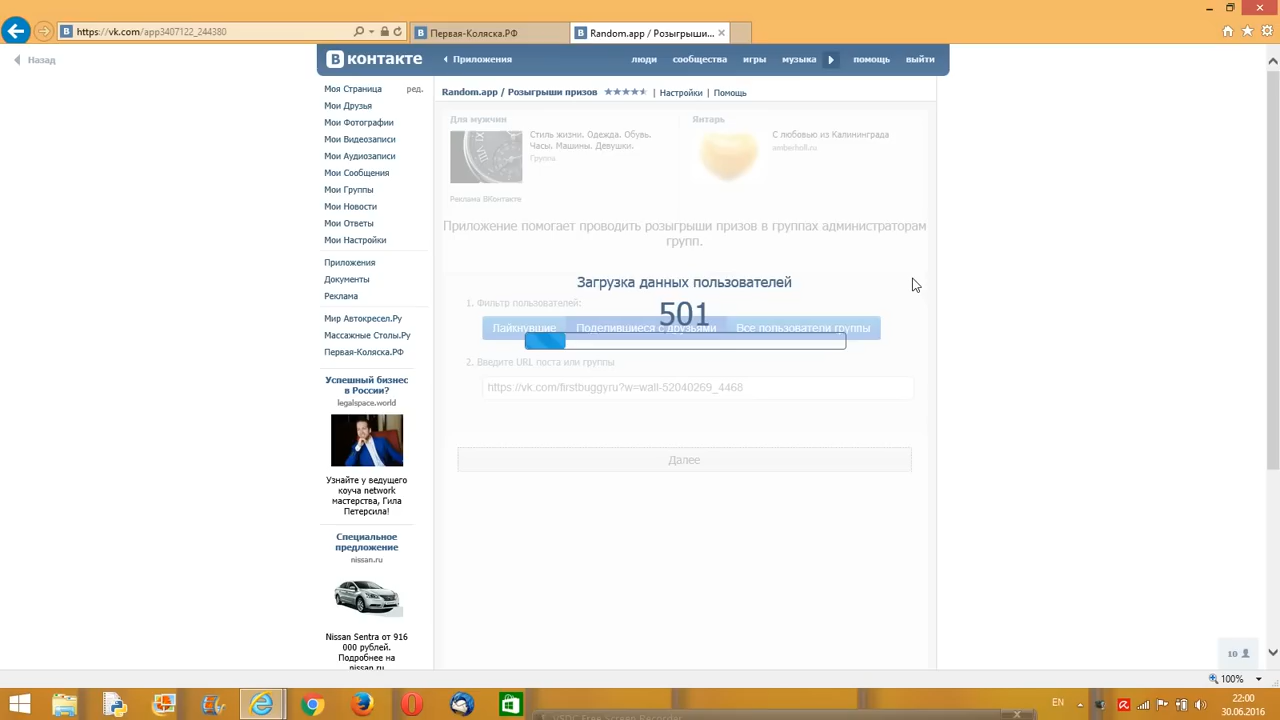 https://vk.com/app3407122_244380
Первая-Коляска.РФ
Random.app / Розыгрыши...
Назад
В контакте
Приложения
люди
сообщества
игры
музыка
помощь
выйти
Моя Страница
ред.
Мои Друзья
Мои Фотографии
Мои Видеозаписи
Мои Аудиозаписи
Мои Сообщения
Мои Группы
Мои Новости
Мои Ответы
Мои Настройки
Приложения
Документы
Реклама
Мир Автокресел.Ру
Массажные Столы.Ру
Первая-Коляска.РФ
Успешный бизнес
в России?
legalspace.world
Узнайте у ведущего
коуча network
мастерства, Гила
Петерсила!
Специальное
предложение
nissan.ru
Nissan Sentra от 916
000 рублей.
Подробнее на
nissan.ru
Random.app / Розыгрыши призов
| Настройки | Помощь
Для мужчин
Стиль жизни. Одежда. Обувь.
Часы. Машины. Девушки.
Группа
Янтарь
С любовью из Калининграда
Реклама ВКонтакте
Приложение помогает проводить розыгрыши призов в группах администраторам
групп.
Загрузка данных пользователей
501
1. Фильтр пользователей:
Лайкнувшие
Поделившиеся с друзьями
Все пользователи группы
2. Введите URL поста или группы
https://vk.com/firstbuggyru?w=wall-52040269_4468
Далее
10
100%
EN
22:00
30.06.2016